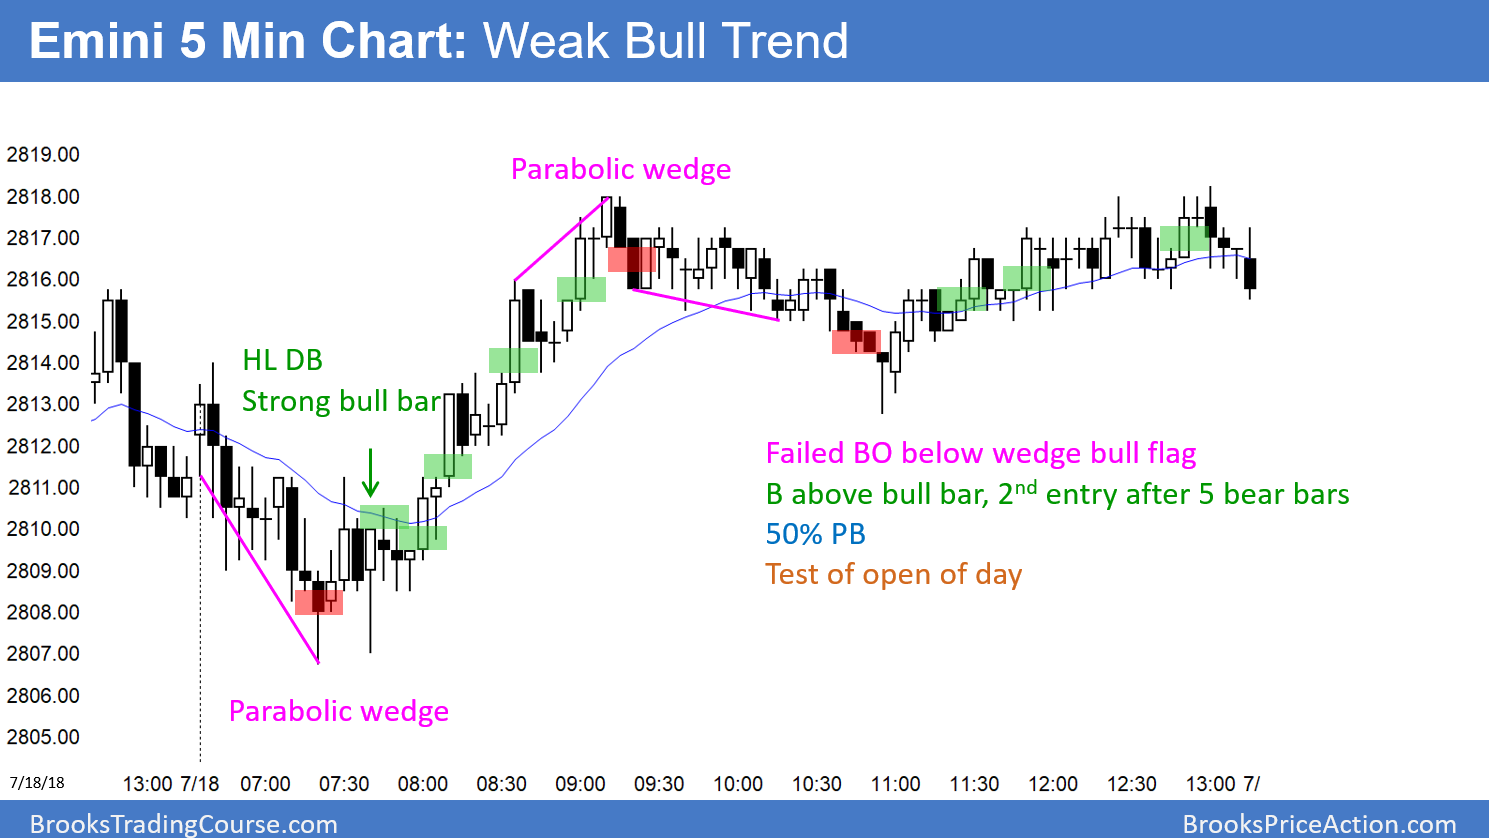 Emini 5 Min Chart: Weak Bull Trend
2819.00
2818.00
2817.00
2816.00
2815.00
2814.00
2813.00
2812.00
2811.00
2810.00
2809.00
2808.00
2807.00
2806.00
2805.00
Parabolic wedge
HL DB
Strong bull bar
Parabolic wedge
Failed BO below wedge bull flag
B above bull bar, 2nd entry after 5 bear bars
50% PB
Test of open of day
7/18/18 13:00 7/18 07:00 07:30 08:00 08:30 09:00 09:30 10:00 10:30 11:00 11:30 12:00 12:30 13:00 7/
BrooksTradingCourse.com BrooksPriceAction.com